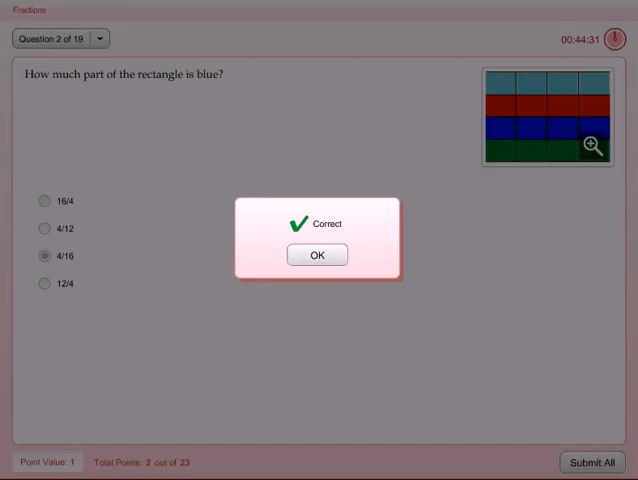 Fractions
Question 2 of 19
00:44:31
How much part of the rectangle is blue?
16/4
4/12
4/16
12/4
Correct
OK
Point Value: 1
Total Points: 2 out of 23
Submit All